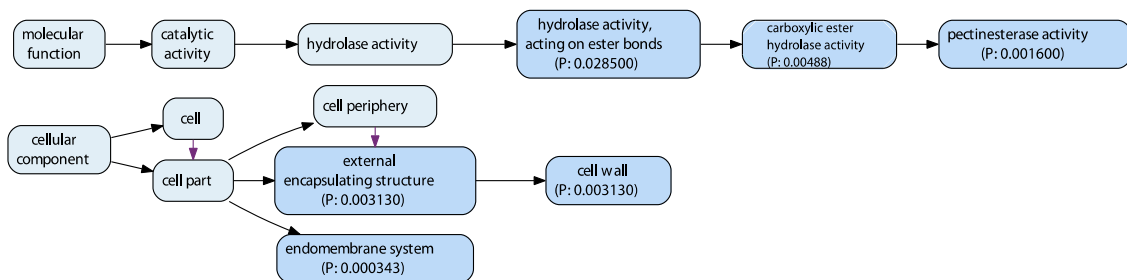 molecular
function
catalytic
activity
hydrolase activity
hydrolase activity,
acting on ester bonds
(P: 0.028500)
carboxylic ester
hydrolase activity
(P: 0.00488)
pectinesterase activity
(P: 0.001600)
cellular
component
cell
cell part
cell periphery
external
encapsulating structure
(P: 0.003130)
cell wall
(P: 0.003130)
endomembrane system
(P: 0.000343)